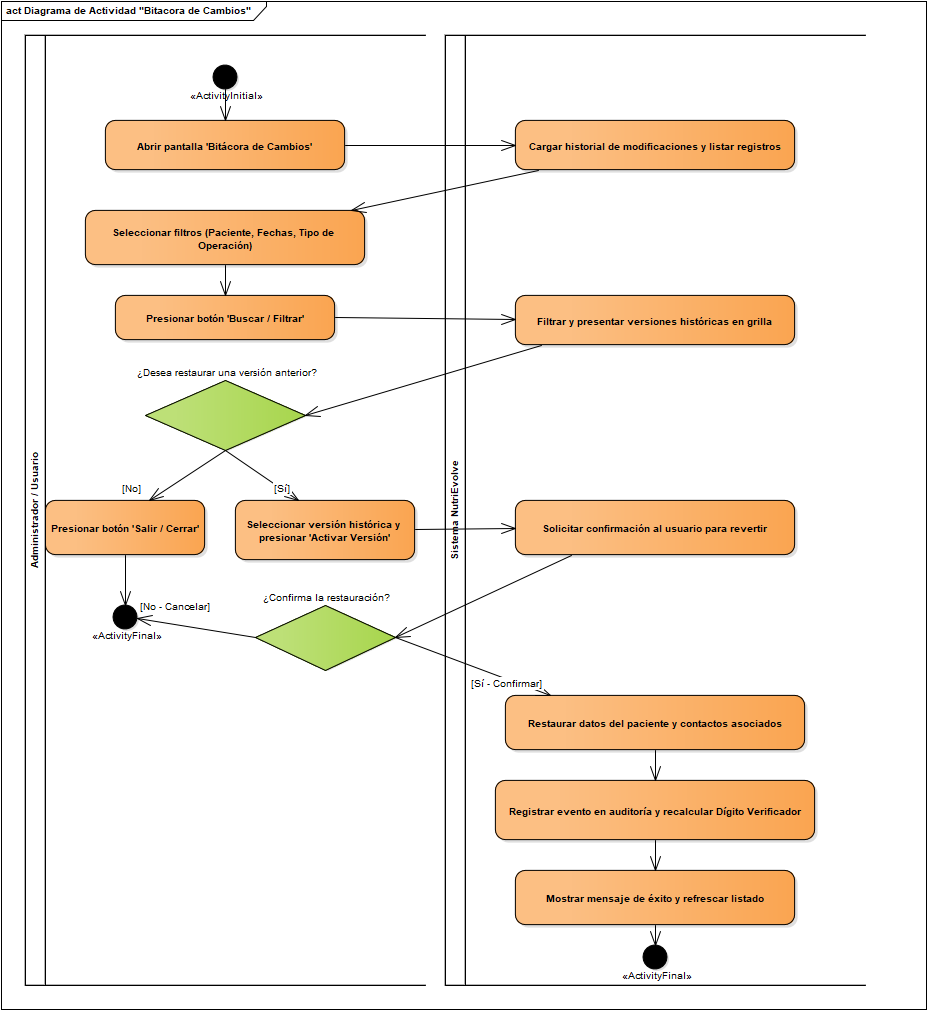 act Diagrama de Actividad "Bitacora de Cambios"
«ActivityInitial»
Abrir pantalla 'Bitácora de Cambios'
Cargar historial de modificaciones y listar registros
Seleccionar filtros (Paciente, Fechas, Tipo de
Operación)
Presionar botón 'Buscar / Filtrar'
Filtrar y presentar versiones históricas en grilla
¿Desea restaurar una versión anterior?
[No]
[Sí]
Administrador / Usuario
Sistema NutriEvolve
Presionar botón 'Salir / Cerrar'
Seleccionar versión histórica y
presionar 'Activar Versión'
Solicitar confirmación al usuario para revertir
¿Confirma la restauración?
[No - Cancelar]
«ActivityFinal»
[Sí - Confirmar]
Restaurar datos del paciente y contactos asociados
Registrar evento en auditoría y recalcular Dígito Verificador
Mostrar mensaje de éxito y refrescar listado
«ActivityFinal»